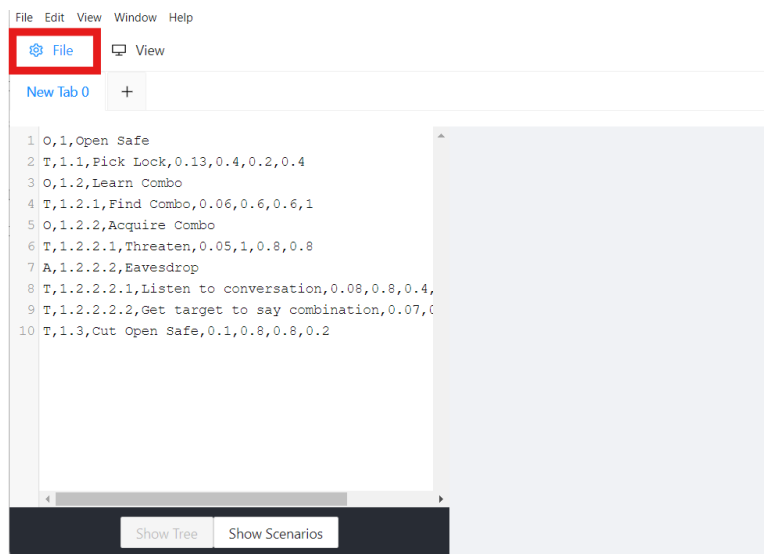 File Edit View Window Help
File View
New Tab 0 +
1 O,1,Open Safe
2 T,1.1,Pick Lock,0.13,0.4,0.2,0.4
3 O,1.2,Learn Combo
4 T,1.2.1,Find Combo,0.06,0.6,0.6,1
5 O,1.2.2,Acquire Combo
6 T,1.2.2.1,Threaten,0.05,1,0.8,0.8
7 A,1.2.2.2,Eavesdrop
8 T,1.2.2.2.1,Listen to conversation,0.08,0.8,0.4,
9 T,1.2.2.2.2,Get target to say combination,0.07,0
10 T,1.3,Cut Open Safe,0.1,0.8,0.8,0.2
Show Tree Show Scenarios